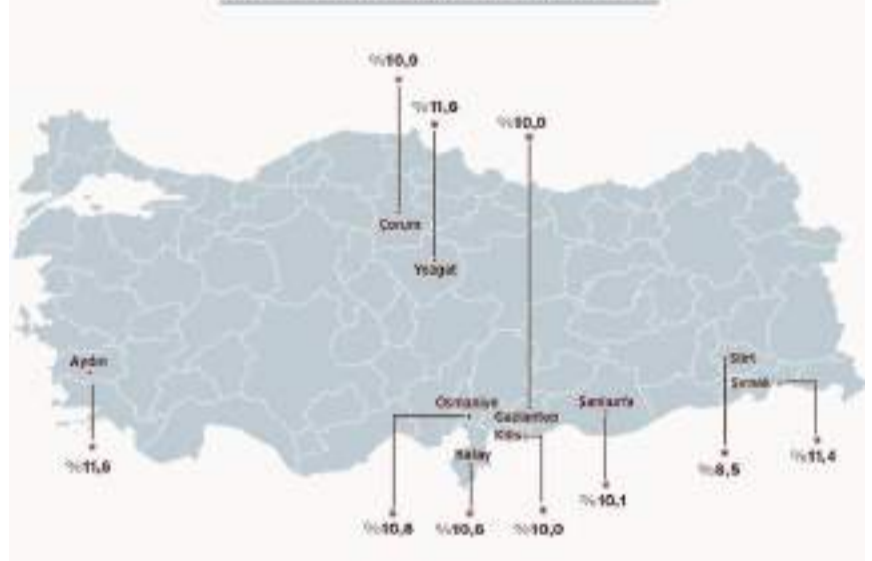 %10,9
%11,6
%10,0
Çorum
Yozgat
Aydın
Siirt
Şırnak
Osmaniye
Gaziantep
Şanlıurfa
Kilis
Hatay
%11,6
%8,5
%11,4
%10,1
%10,8
%10,6
%10,0